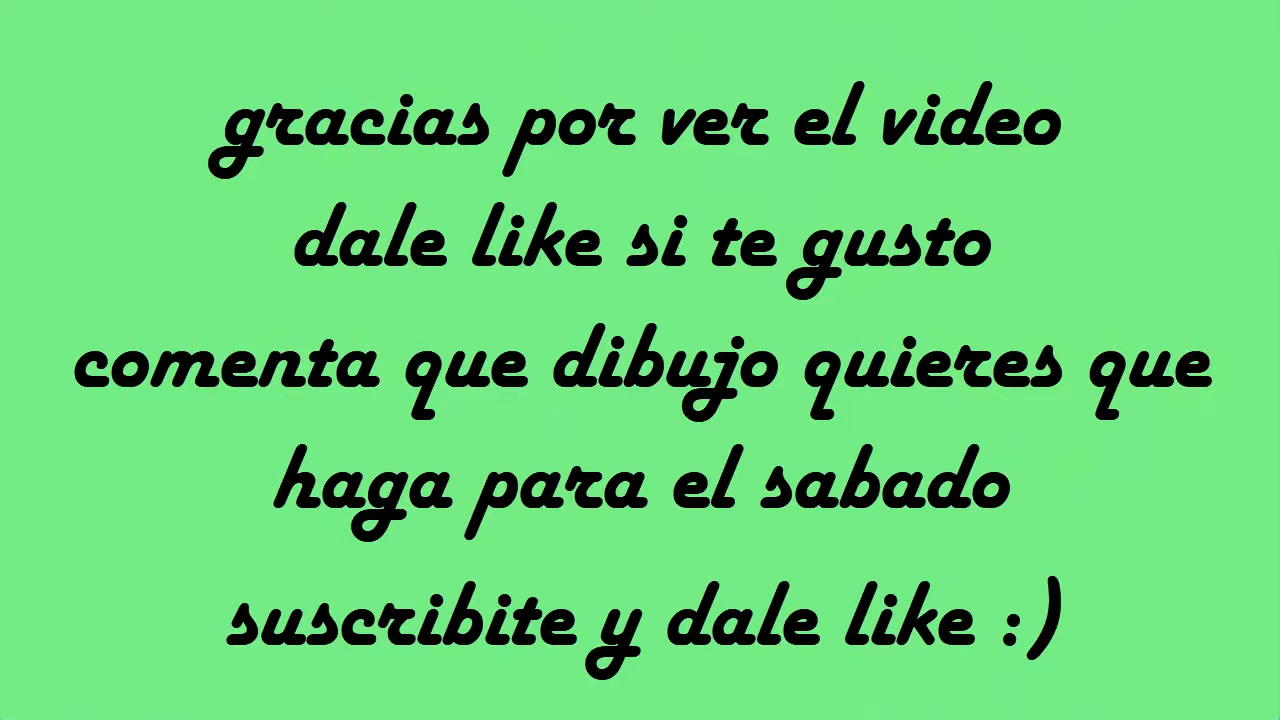 gracias por ver el video
dale like si te gusto
comenta que dibujo quieres que
haga para el sabado
suscribite y dale like :)